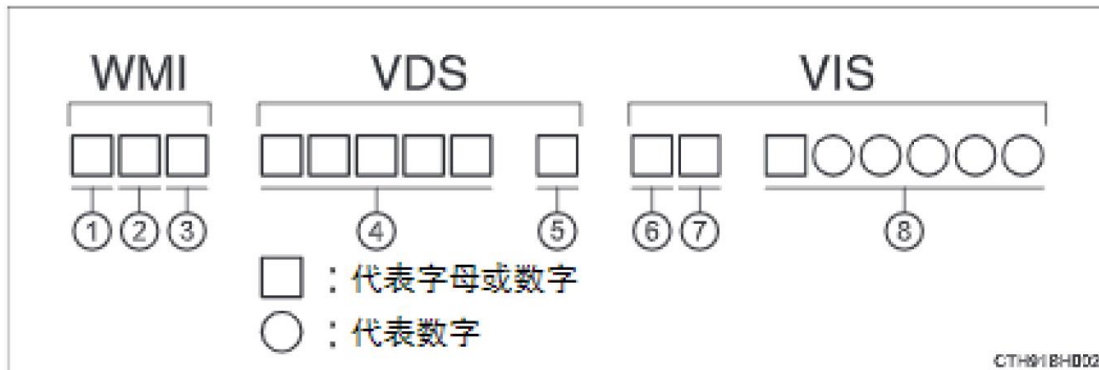 WMI VDS VIS
① ② ③ ④ ⑤ ⑥ ⑦ ⑧
：代表字母或数字
：代表数字
CTH91BH002